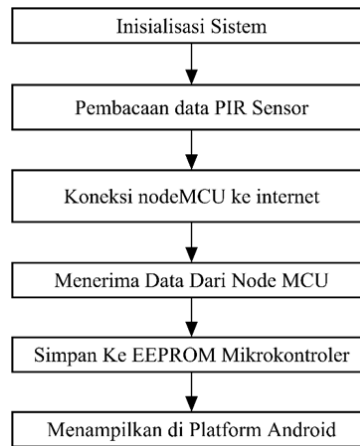 Inisialisasi Sistem
Pembacaan data PIR Sensor
Koneksi nodeMCU ke internet
Menerima Data Dari Node MCU
Simpan Ke EEPROM Mikrokontroler
Menampilkan di Platform Android